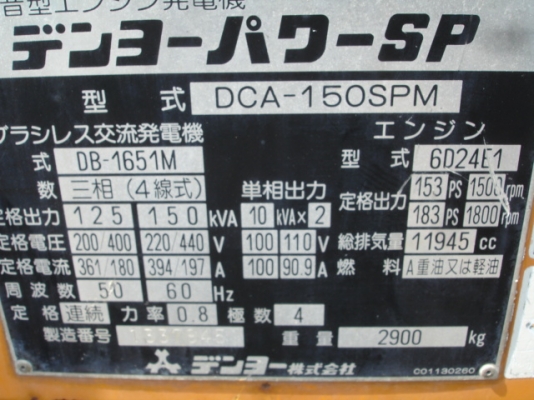 音型エンジン発電機
デンヨーパワーSP
型式 DCA-150SPM
ブラシレス交流発電機 エンジン
式 DB-1651M 型式 6D24E1
数 三相(4線式) 単相出力 153 PS 1500 rpm
定格出力 125 150 kVA 10 kVA×2 定格出力 183 PS 1800 rpm
定格電圧 200/400 220/440 V 100 110 V 総排気量 11945 cc
定格電流 361/180 394/197 A 100 90.9 A 燃料 A重油又は軽油
周波数 50 60 Hz
定格 連続 力率 0.8 極数 4
製造番号 重量 2900 kg
デンヨー株式会社 C01130260